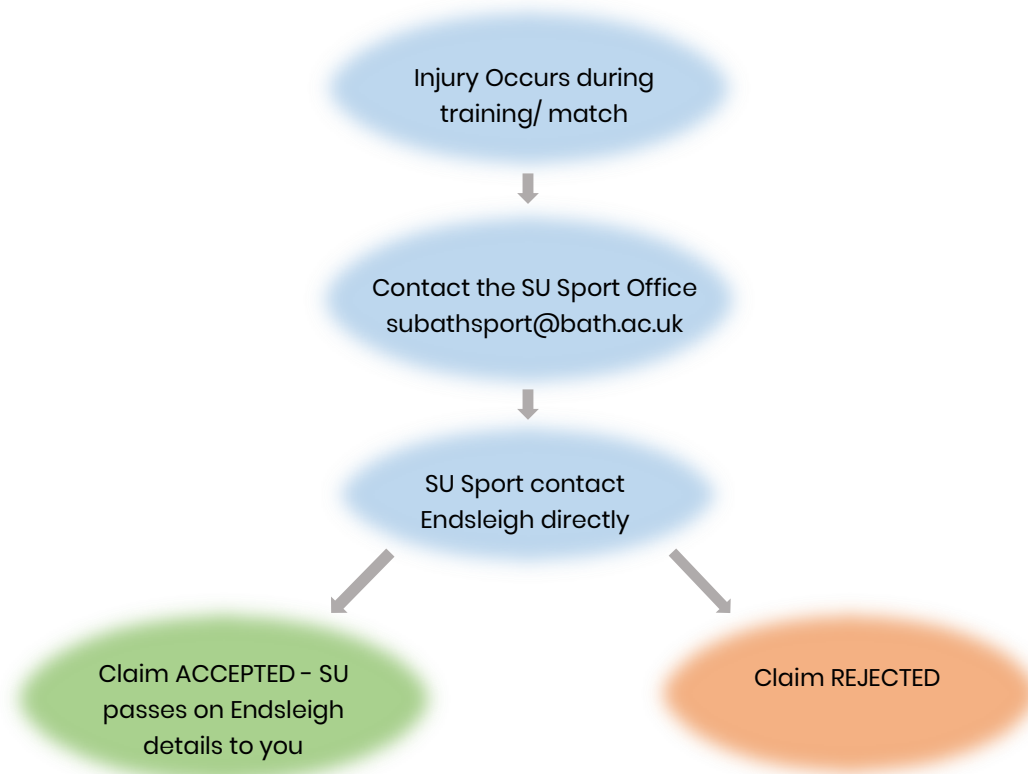 Injury Occurs during
training/ match
Contact the SU Sport Office
subathsport@bath.ac.uk
SU Sport contact
Endsleigh directly
Claim ACCEPTED - SU
passes on Endsleigh
details to you
Claim REJECTED